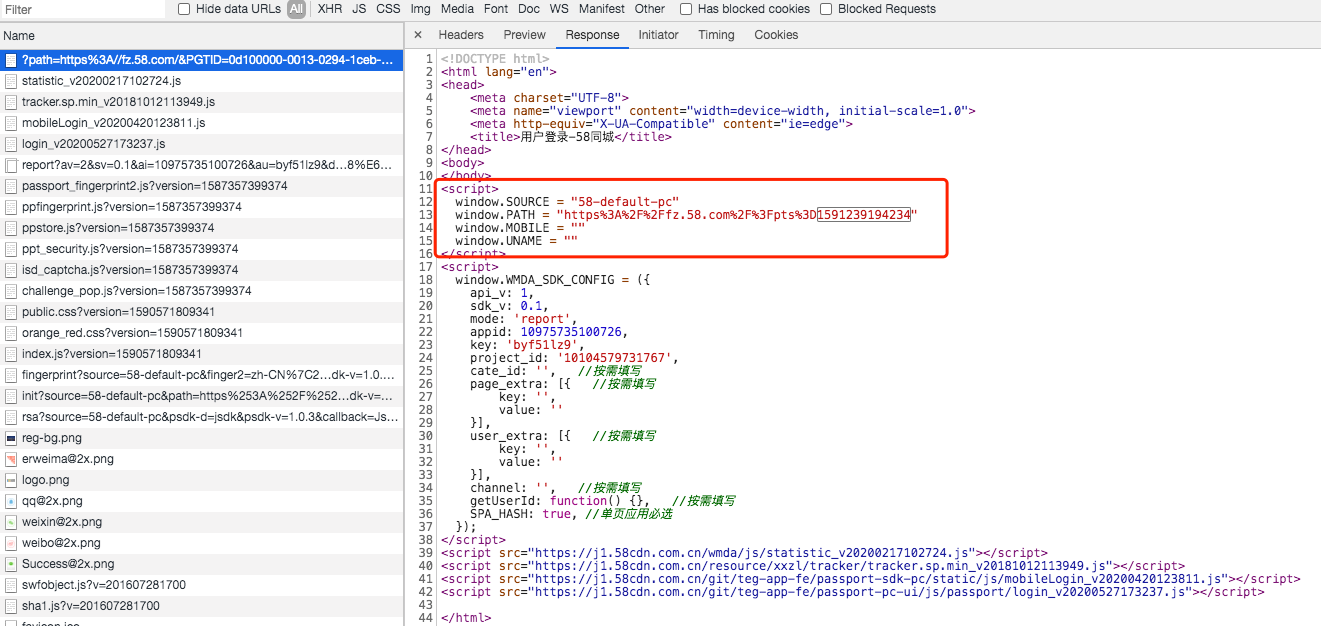 Filter
Hide data URLs All XHR JS CSS Img Media Font Doc WS Manifest Other Has blocked cookies Blocked Requests
Name
?path=https%3A//fz.58.com/&PGTID=0d100000-0013-0294-1ceb-...
statistic_v20200217102724.js
tracker.sp.min_v20181012113949.js
mobileLogin_v20200420123811.js
login_v20200527173237.js
report?av=2&sv=0.1&ai=10975735100726&au=byf51lz9&d...8%E6...
passport_fingerprint2.js?version=1587357399374
ppfingerprint.js?version=1587357399374
ppstore.js?version=1587357399374
ppt_security.js?version=1587357399374
isd_captcha.js?version=1587357399374
challenge_pop.js?version=1587357399374
public.css?version=1590571809341
orange_red.css?version=1590571809341
index.js?version=1590571809341
fingerprint?source=58-default-pc&finger2=zh-CN%7C2...dk-v=1.0....
init?source=58-default-pc&path=https%253A%252F%252...dk-v=...
rsa?source=58-default-pc&psdk-d=jsdk&psdk-v=1.0.3&callback=Js...
reg-bg.png
erweima@2x.png
logo.png
qq@2x.png
weixin@2x.png
weibo@2x.png
Success@2x.png
swfobject.js?v=201607281700
sha1.js?v=201607281700
favicon.ico
× Headers Preview Response Initiator Timing Cookies
1 <!DOCTYPE html>
2 <html lang="en">
3 <head>
4 <meta charset="UTF-8">
5 <meta name="viewport" content="width=device-width, initial-scale=1.0">
6 <meta http-equiv="X-UA-Compatible" content="ie=edge">
7 <title>用户登录-58同城</title>
8 </head>
9 <body>
10 </body>
11 <script>
12 window.SOURCE = "58-default-pc"
13 window.PATH = "https%3A%2F%2Ffz.58.com%2F%3Fpts%3D1591239194234"
14 window.MOBILE = ""
15 window.UNAME = ""
16 </script>
17 <script>
18 window.WMDA_SDK_CONFIG = ({
19 api_v: 1,
20 sdk_v: 0.1,
21 mode: 'report',
22 appid: 10975735100726,
23 key: 'byf51lz9',
24 project_id: '10104579731767',
25 cate_id: '', //按需填写
26 page_extra: [{ //按需填写
27 key: '',
28 value: ''
29 }],
30 user_extra: [{ //按需填写
31 key: '',
32 value: ''
33 }],
34 channel: '', //按需填写
35 getUserId: function() {}, //按需填写
36 SPA_HASH: true, //单页应用必选
37 });
38 </script>
39 <script src="https://j1.58cdn.com.cn/wmda/js/statistic_v20200217102724.js"></script>
40 <script src="https://j1.58cdn.com.cn/resource/xxzl/tracker/tracker.sp.min_v20181012113949.js"></script>
41 <script src="https://j1.58cdn.com.cn/git/teg-app-fe/passport-sdk-pc/static/js/mobileLogin_v20200420123811.js"></script>
42 <script src="https://j1.58cdn.com.cn/git/teg-app-fe/passport-pc-ui/js/passport/login_v20200527173237.js"></script>
43
44 </html>